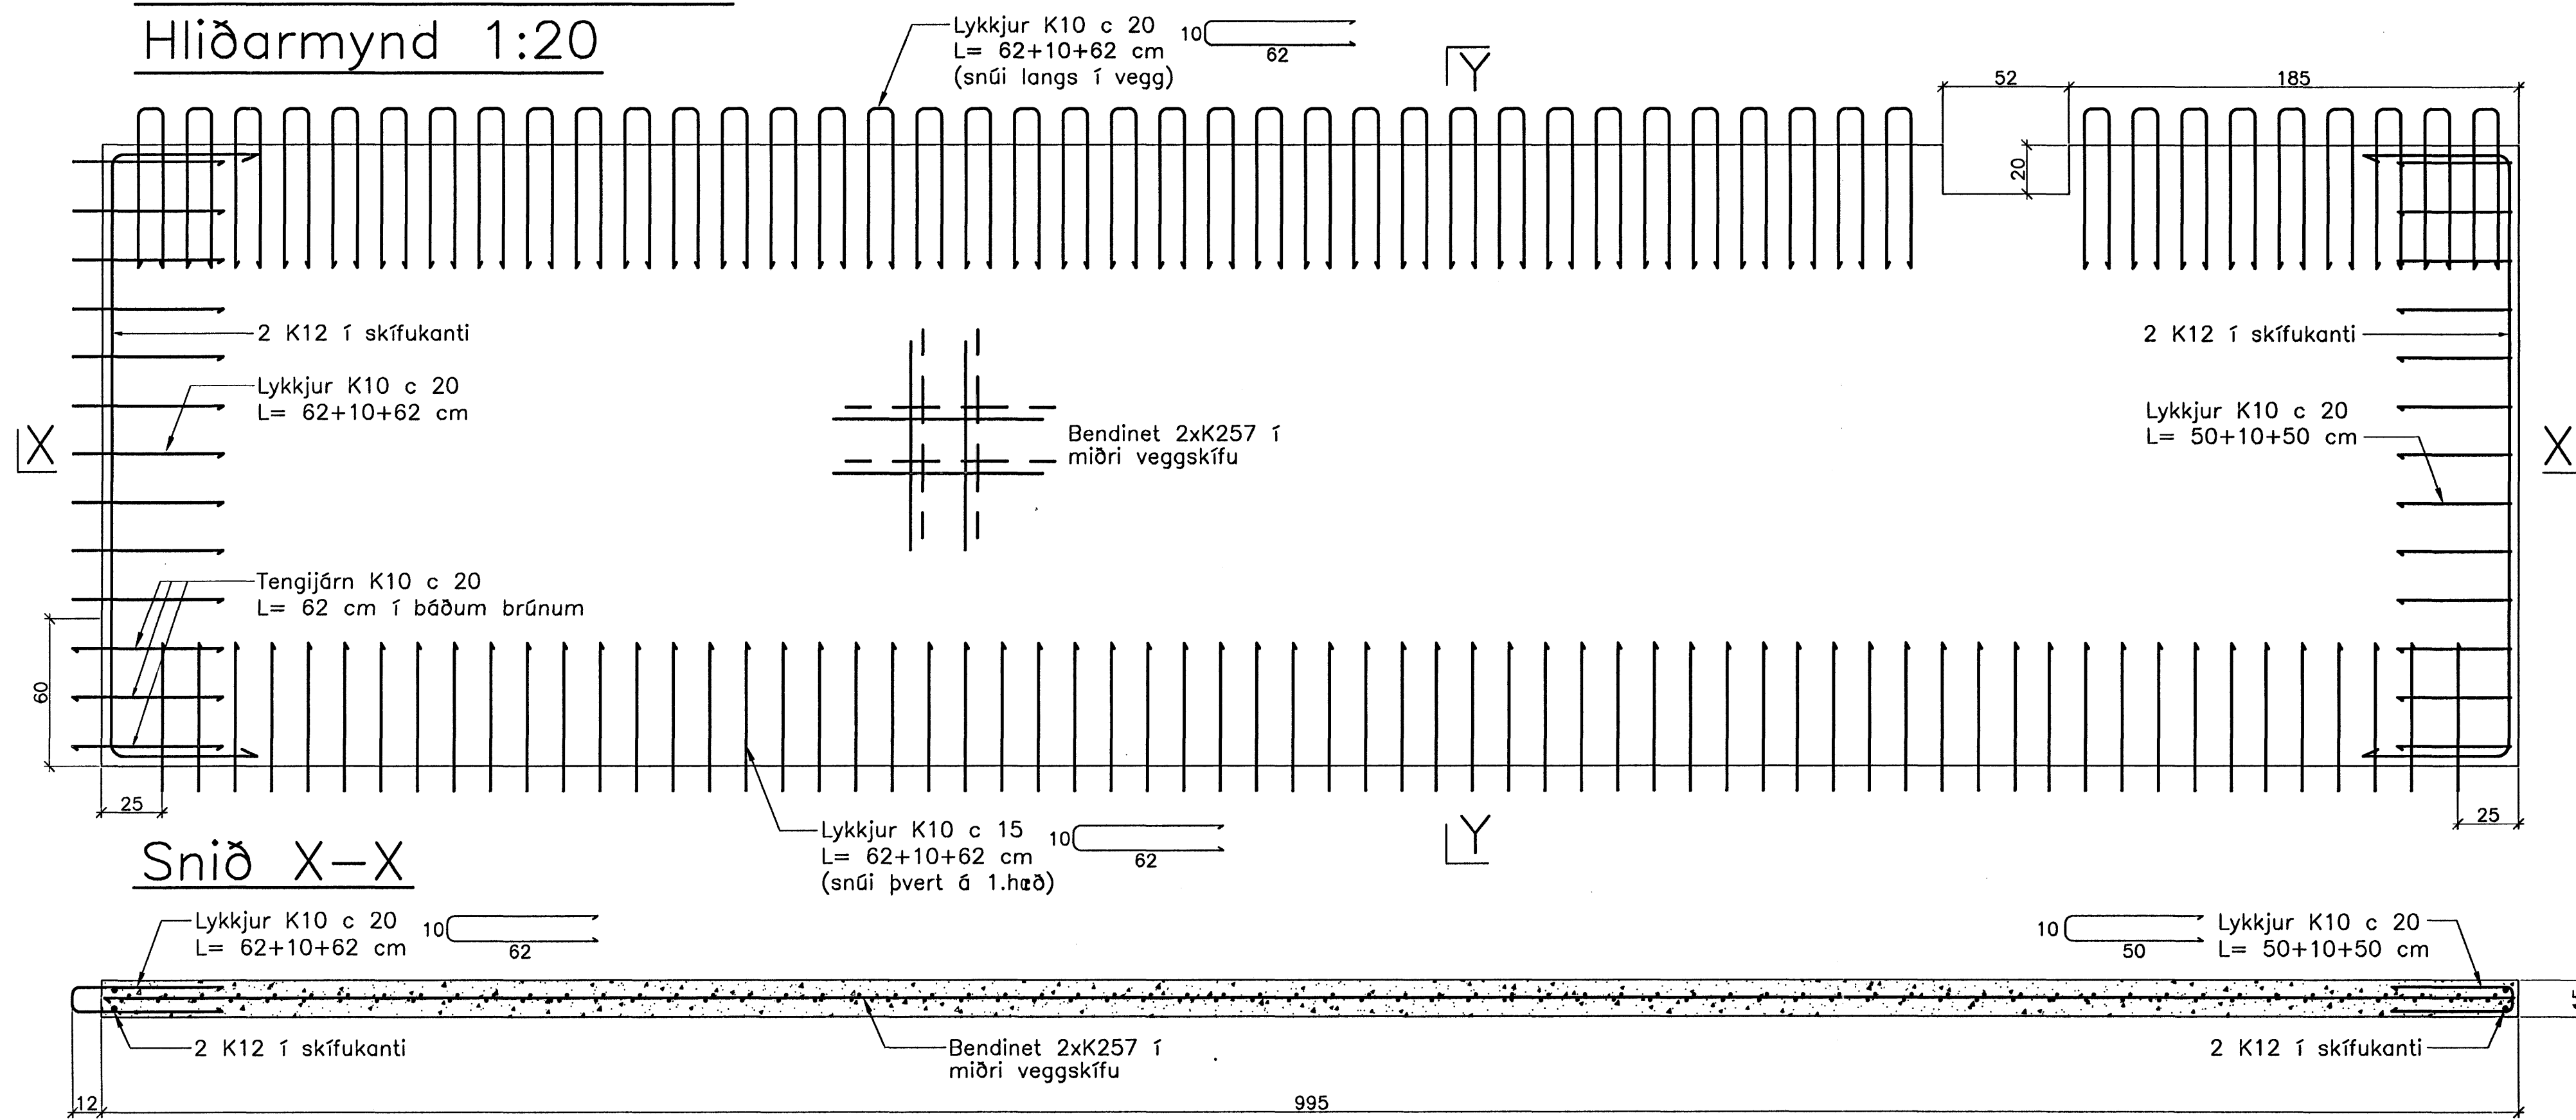 Hliðarmynd 1:20
Lykkjur K10 c 20
L= 62+10+62 cm
(snúi langs í vegg)
10
62
Y
52
185
20
2 K12 í skífukanti
2 K12 í skífukanti
Lykkjur K10 c 20
L= 62+10+62 cm
Lykkjur K10 c 20
L= 50+10+50 cm
X
X
Bendinet 2xK257 í
miðri veggskífu
Tengijárn K10 c 20
L= 62 cm í báðum brúnum
60
25
25
Lykkjur K10 c 15
L= 62+10+62 cm
(snúi þvert á 1.hæð)
10
62
Y
Snið X-X
Lykkjur K10 c 20
L= 62+10+62 cm
10
62
10
50
Lykkjur K10 c 20
L= 50+10+50 cm
15
2 K12 í skífukanti
Bendinet 2xK257 í
miðri veggskífu
2 K12 í skífukanti
12
995